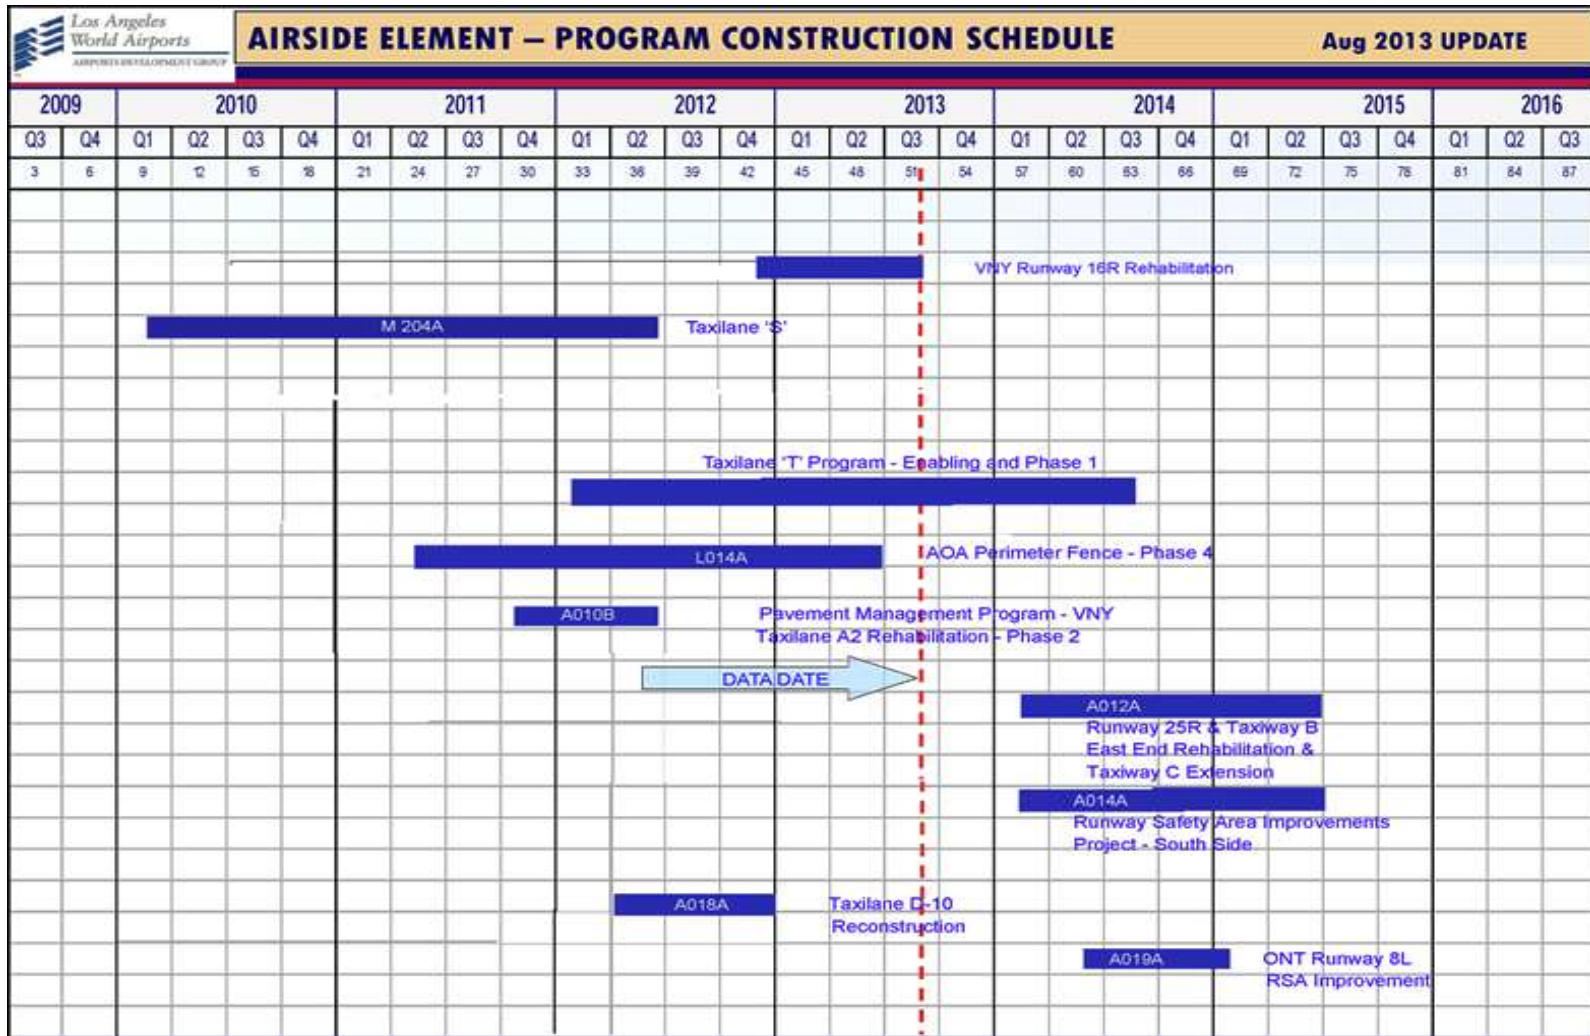 Los Angeles
World Airports
AIRPORTS DEVELOPMENT GROUP
AIRSIDE ELEMENT – PROGRAM CONSTRUCTION SCHEDULE
Aug 2013 UPDATE
2009 2010 2011 2012 2013 2014 2015 2016
Q3 Q4 Q1 Q2 Q3 Q4 Q1 Q2 Q3 Q4 Q1 Q2 Q3 Q4 Q1 Q2 Q3 Q4 Q1 Q2 Q3 Q4 Q1 Q2 Q3 Q4 Q1 Q2 Q3
3 6 9 12 15 18 21 24 27 30 33 36 39 42 45 48 51 54 57 60 63 66 69 72 75 78 81 84 87
VNY Runway 16R Rehabilitation
M 204A Taxilane 'S'
Taxilane 'T' Program - Enabling and Phase 1
L014A AOA Perimeter Fence - Phase 4
A010B Pavement Management Program - VNY
Taxilane A2 Rehabilitation - Phase 2
DATA DATE
A012A
Runway 25R & Taxiway B
East End Rehabilitation &
Taxiway C Extension
A014A
Runway Safety Area Improvements
Project - South Side
A018A Taxilane D-10
Reconstruction
A019A ONT Runway 8L
RSA Improvement